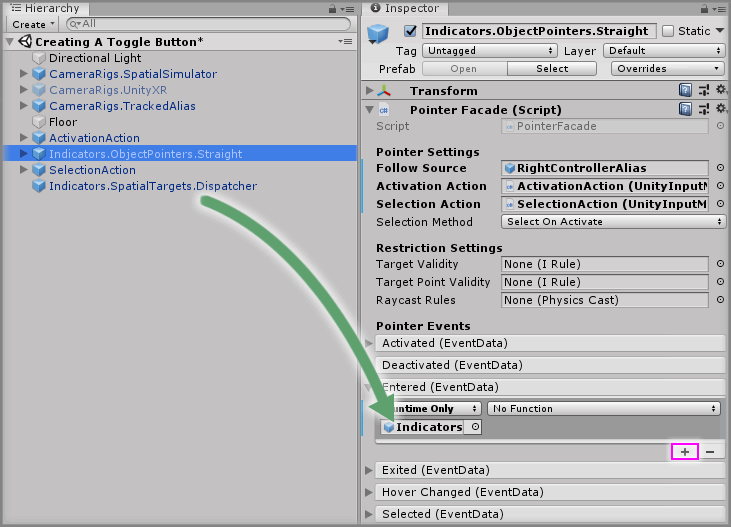 Hierarchy
Create
All
Creating A Toggle Button*
Directional Light
CameraRigs.SpatialSimulator
CameraRigs.UnityXR
CameraRigs.TrackedAlias
Floor
ActivationAction
Indicators.ObjectPointers.Straight
SelectionAction
Indicators.SpatialTargets.Dispatcher
Inspector
Indicators.ObjectPointers.Straight
Static
Tag Untagged Layer Default
Prefab Open Select Overrides
Transform
Pointer Facade (Script)
Script PointerFacade
Pointer Settings
Follow Source RightControllerAlias
Activation Action ActivationAction (UnityInputM
Selection Action SelectionAction (UnityInputM
Selection Method Select On Activate
Restriction Settings
Target Validity None (I Rule)
Target Point Validity None (I Rule)
Raycast Rules None (Physics Cast)
Pointer Events
Activated (EventData)
Deactivated (EventData)
Entered (EventData)
untime Only No Function
Indicators
+ −
Exited (EventData)
Hover Changed (EventData)
Selected (EventData)